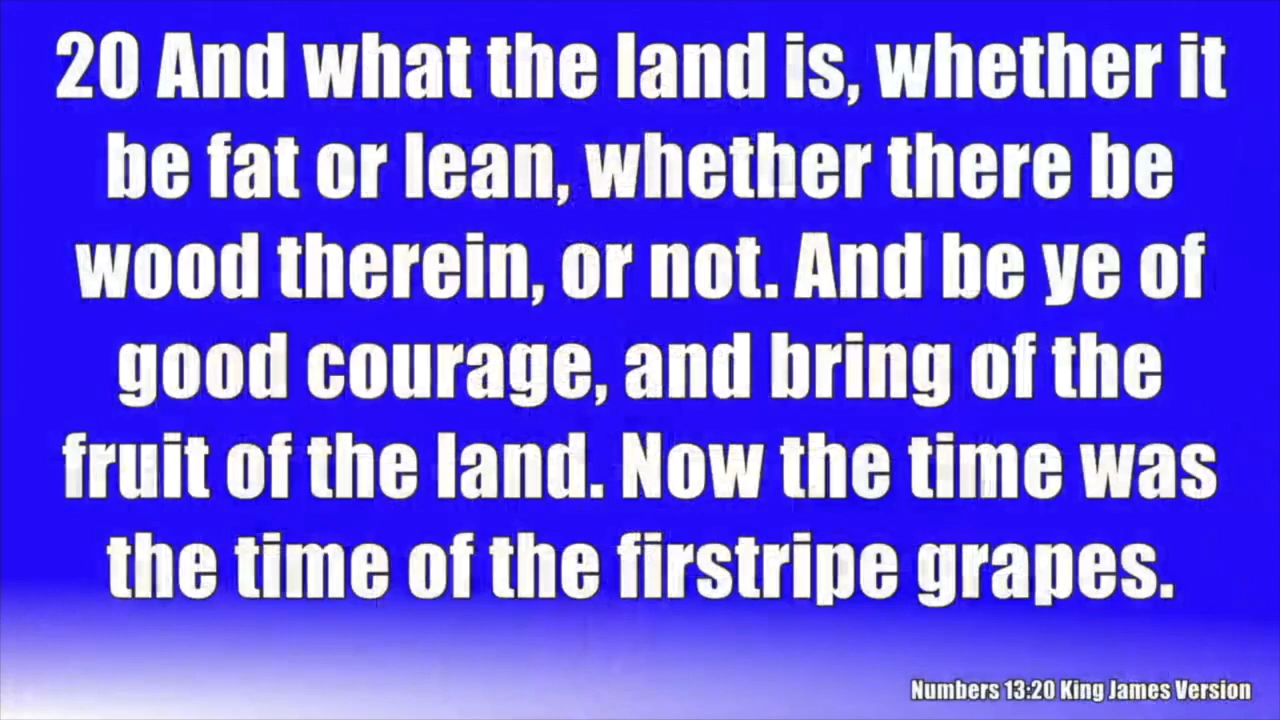 20 And what the land is, whether it
be fat or lean, whether there be
wood therein, or not. And be ye of
good courage, and bring of the
fruit of the land. Now the time was
the time of the firstripe grapes.
Numbers 13:20 King James Version